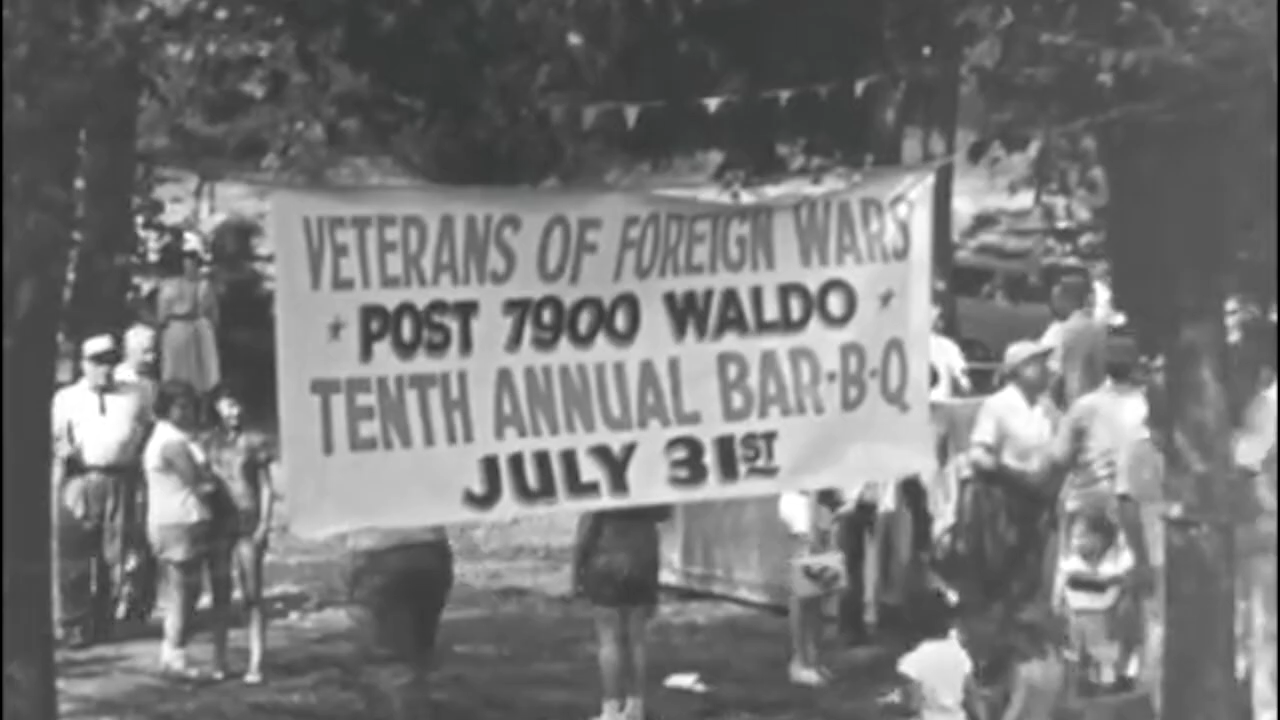 VETERANS OF FOREIGN WARS
★ POST 7900 WALDO ★
TENTH ANNUAL BAR-B-Q
JULY 31ST